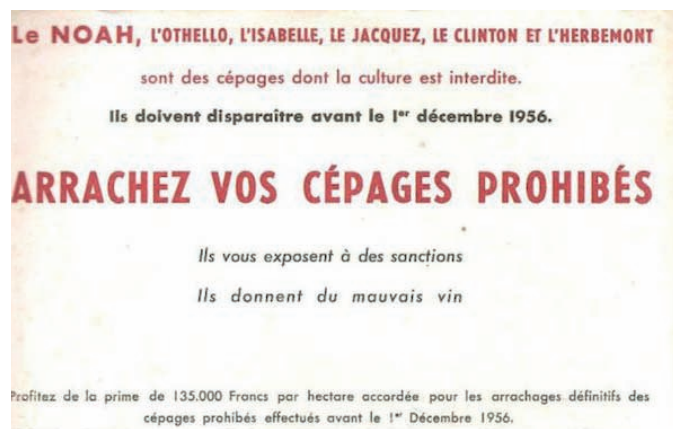 Le NOAH, L'OTHELLO, L'ISABELLE, LE JACQUEZ, LE CLINTON ET L'HERBEMONT
sont des cépages dont la culture est interdite.
Ils doivent disparaître avant le 1er décembre 1956.
ARRACHEZ VOS CÉPAGES PROHIBÉS
Ils vous exposent à des sanctions
Ils donnent du mauvais vin
Profitez de la prime de 135.000 Francs par hectare accordée pour les arrachages définitifs des
cépages prohibés effectués avant le 1er Décembre 1956.